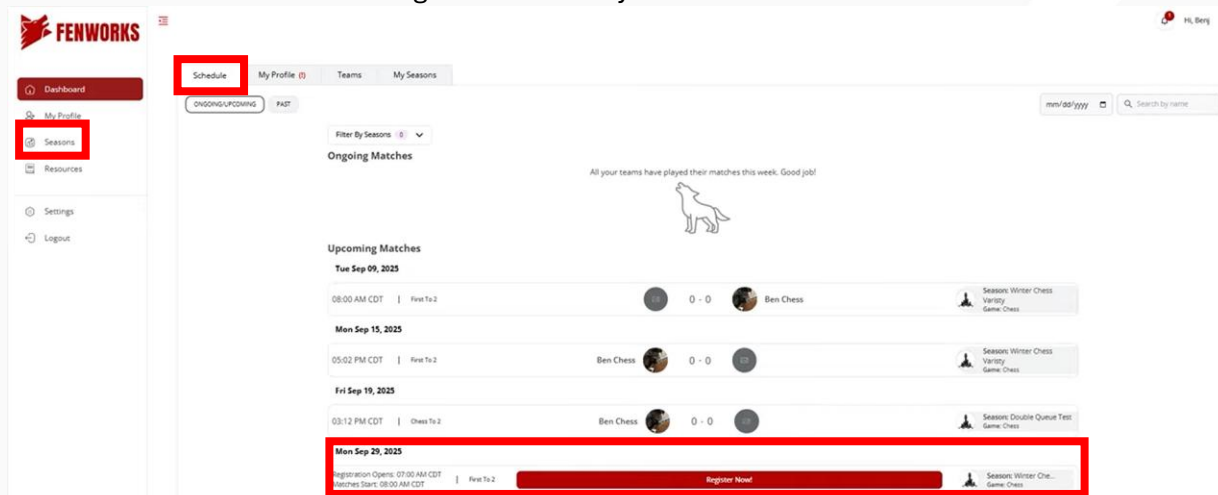 FENWORKS
Hi, Benj
Schedule
My Profile (!)
Teams
My Seasons
Dashboard
My Profile
Seasons
Resources
Settings
Logout
ONGOING/UPCOMING
PAST
mm/dd/yyyy
Search by name
Filter By Seasons 0
Ongoing Matches
All your teams have played their matches this week. Good job!
Upcoming Matches
Tue Sep 09, 2025
08:00 AM CDT | First To 2
0 - 0
Ben Chess
Season: Winter Chess
Varisty
Game: Chess
Mon Sep 15, 2025
05:02 PM CDT | First To 2
Ben Chess
0 - 0
Season: Winter Chess
Varisty
Game: Chess
Fri Sep 19, 2025
03:12 PM CDT | Chess To 2
Ben Chess
0 - 0
Season: Double Queue Test
Game: Chess
Mon Sep 29, 2025
Registration Opens: 07:00 AM CDT
Matches Start: 08:00 AM CDT
| First To 2
Register Now!
Season: Winter Che...
Game: Chess